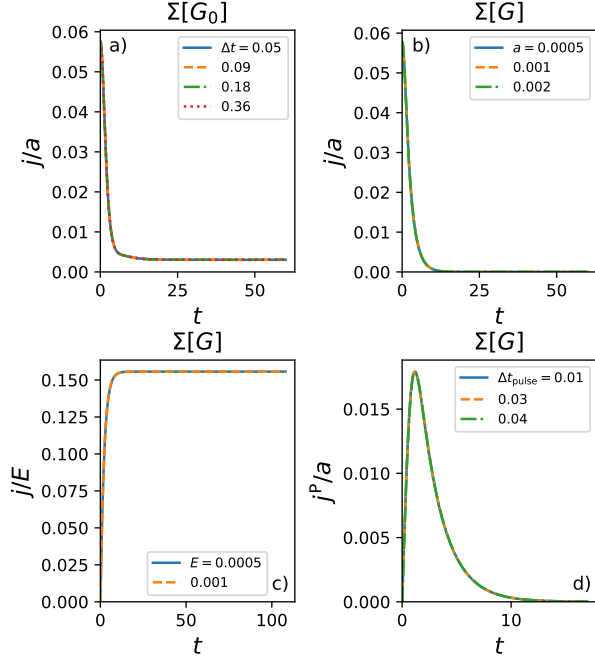 Σ[G₀]
a)
Δt = 0.05
0.09
0.18
0.36
0.06
0.05
0.04
0.03
0.02
0.01
0.00
j/a
0
25
50
t
Σ[G]
b)
a = 0.0005
0.001
0.002
0.06
0.05
0.04
0.03
0.02
0.01
0.00
j/a
0
25
50
t
Σ[G]
0.150
0.125
0.100
0.075
0.050
0.025
0.000
j/E
E = 0.0005
0.001
c)
0
50
100
t
Σ[G]
Δt_pulse = 0.01
0.03
0.04
0.015
0.010
0.005
0.000
jᴾ/a
d)
0
10
t